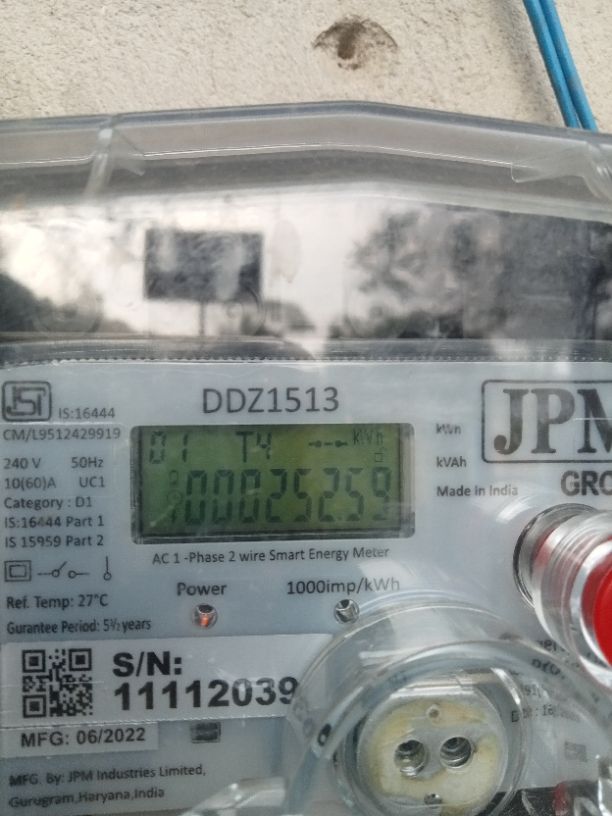 DDZ1513
IS:16444
CM/L9512429919
240 V 50Hz
10(60)A UC1
Category : D1
IS:16444 Part 1
IS 15959 Part 2
01 T4 kWh
00025259
kWh
kVAh
Made in India
JPM
GRO
AC 1 -Phase 2 wire Smart Energy Meter
Power 1000imp/kWh
Ref. Temp: 27°C
Gurantee Period: 5½ years
S/N:
11112039
MFG: 06/2022
MFG. By: JPM Industries Limited,
Gurugram,Haryana,India